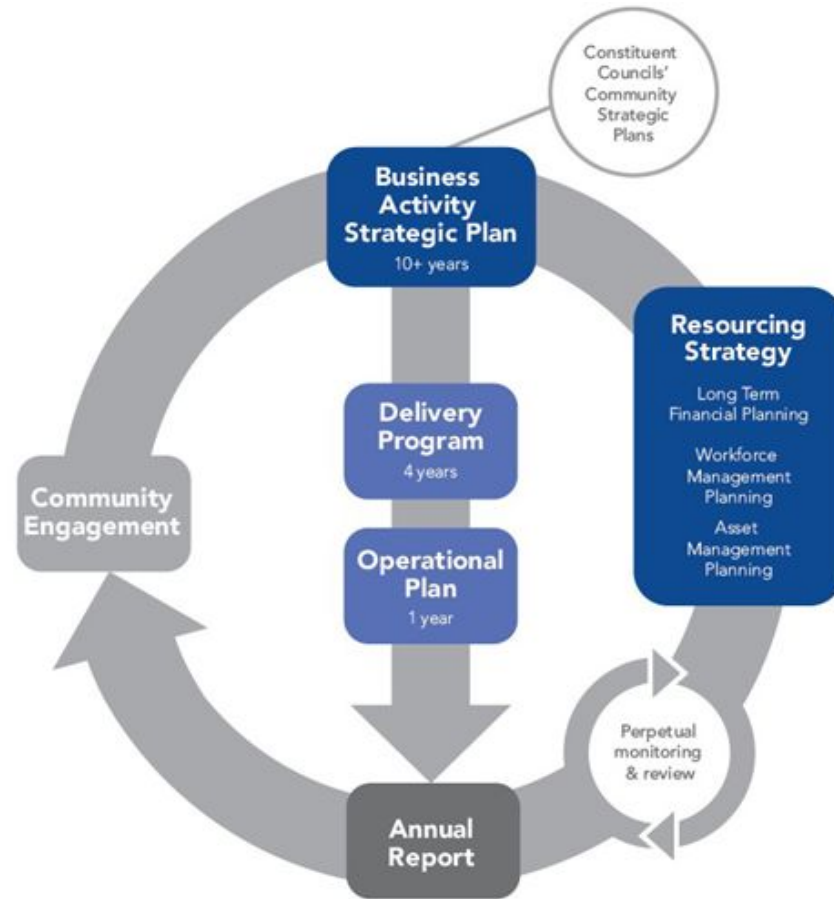 Constituent
Councils'
Community
Strategic
Plans
Business
Activity
Strategic Plan
10+ years
Resourcing
Strategy
Long Term
Financial Planning
Workforce
Management
Planning
Asset
Management
Planning
Delivery
Program
4 years
Community
Engagement
Operational
Plan
1 year
Perpetual
monitoring
& review
Annual
Report